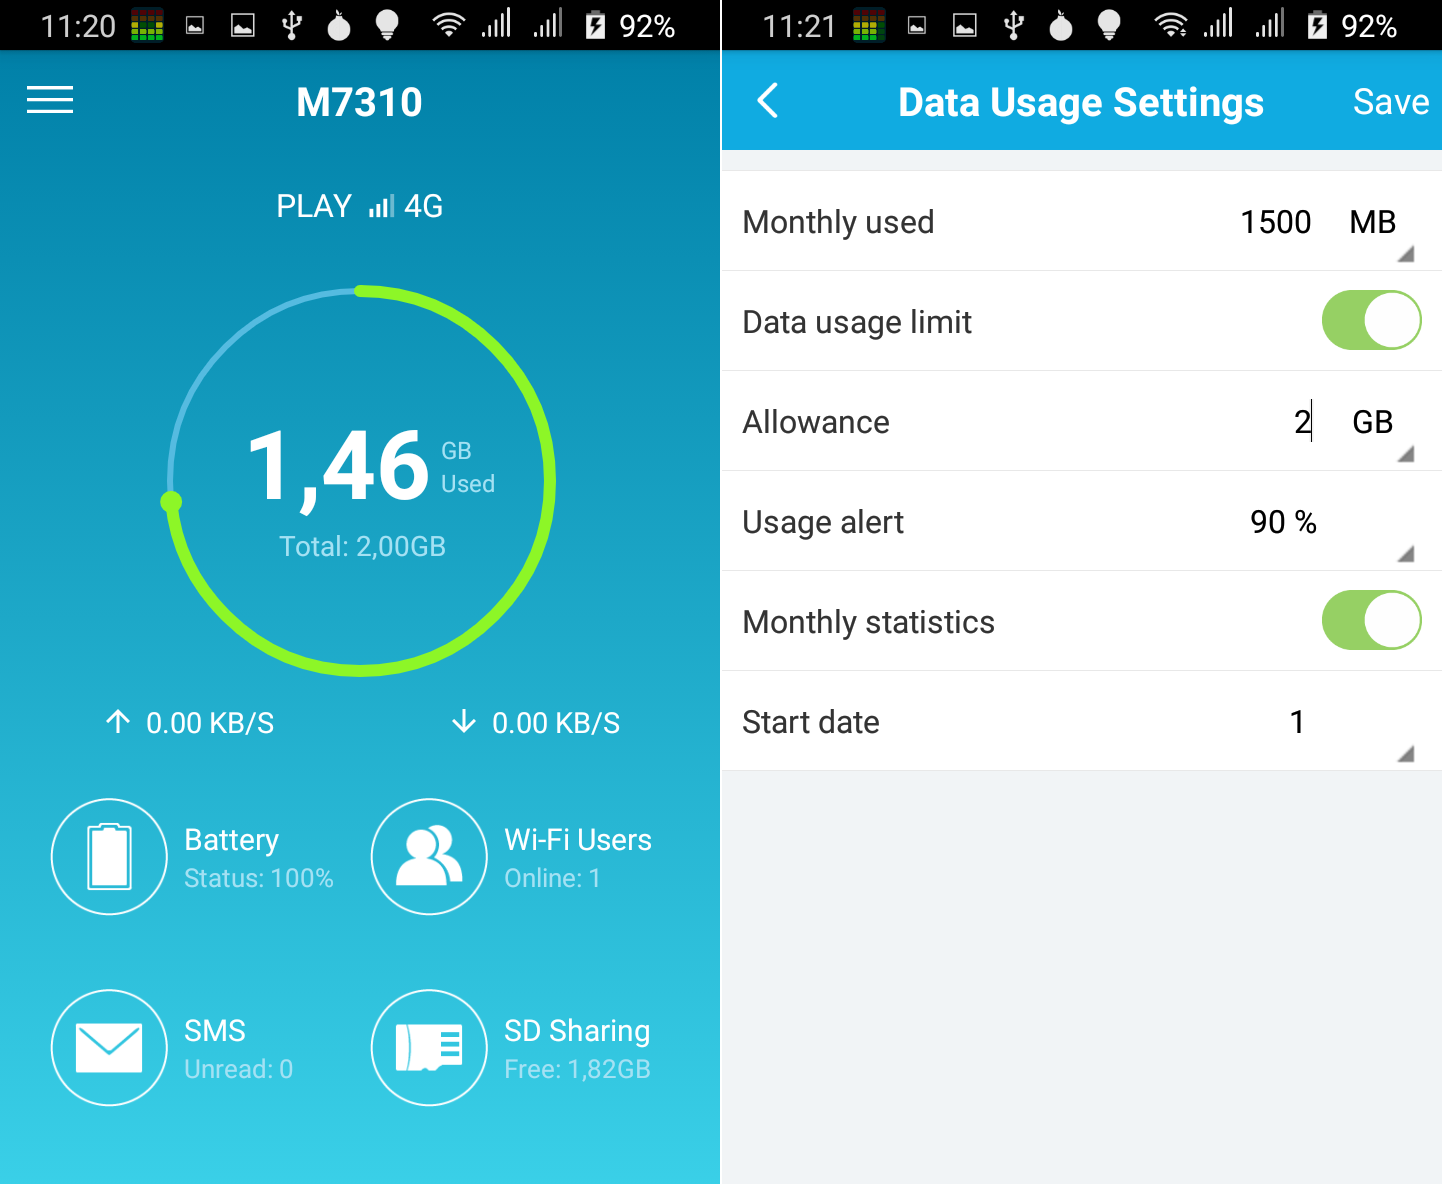 11:20 92%
M7310
PLAY 4G
1,46 GB Used
Total: 2,00GB
0.00 KB/S 0.00 KB/S
Battery
Status: 100%
Wi-Fi Users
Online: 1
SMS
Unread: 0
SD Sharing
Free: 1,82GB
11:21 92%
Data Usage Settings Save
Monthly used 1500 MB
Data usage limit
Allowance 2 GB
Usage alert 90 %
Monthly statistics
Start date 1